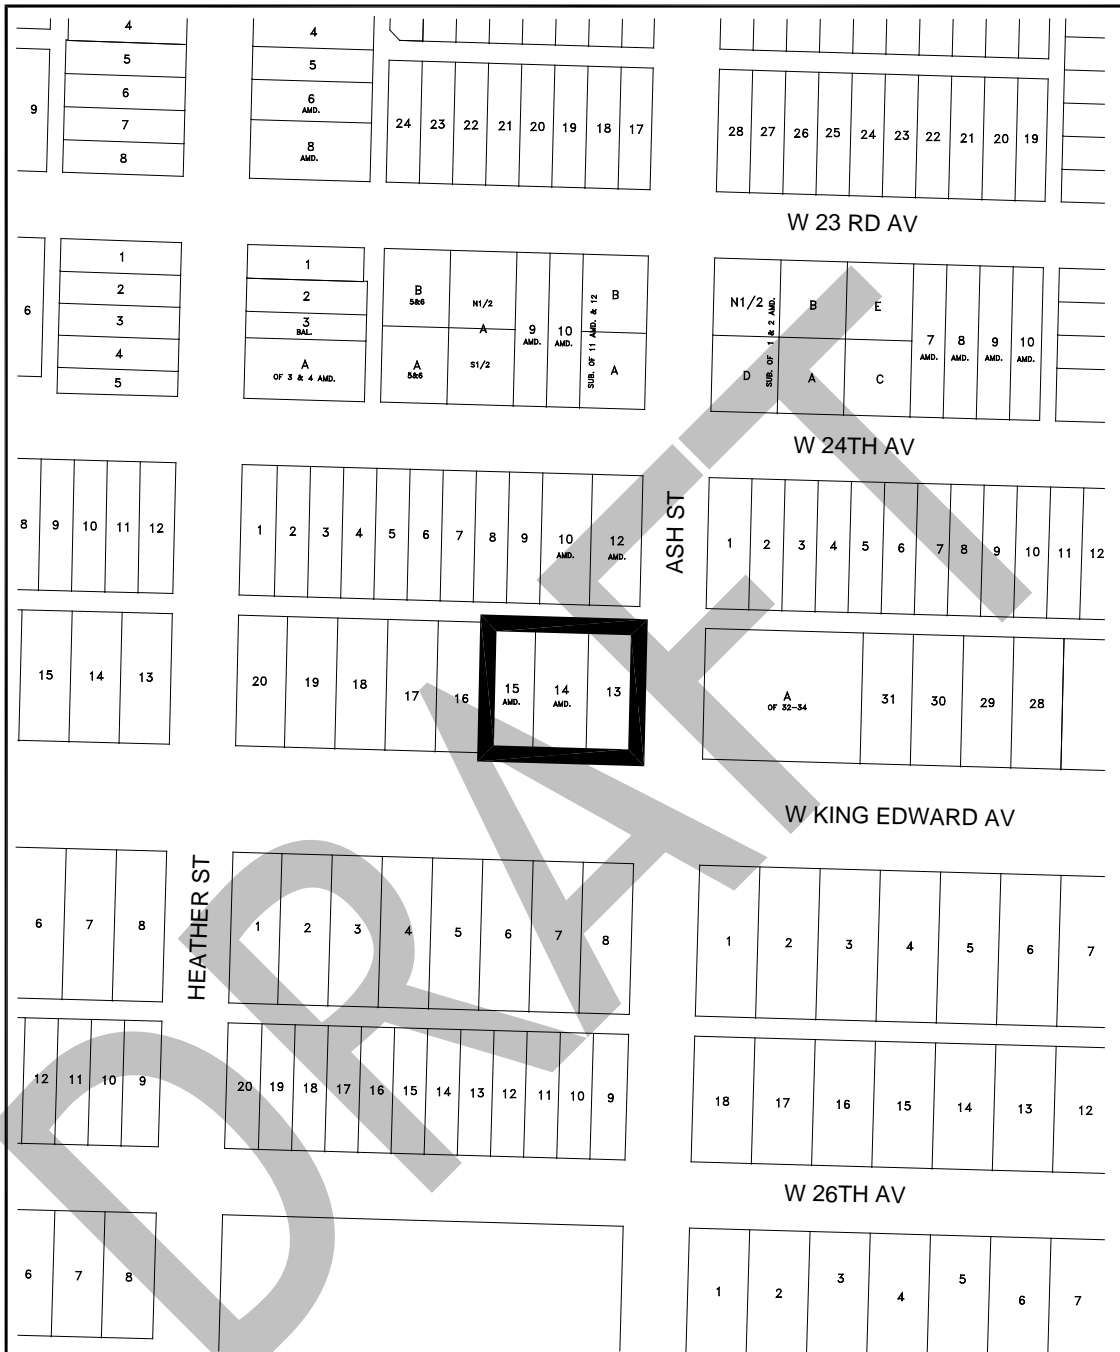 4 4
5 5
9 6 6 AMD. 24 23 22 21 20 19 18 17 28 27 26 25 24 23 22 21 20 19
7
8 8 AMD.
W 23 RD AV
1 1 B 5&6 N1/2 SUB. OF 11 AMD. & 12 B N1/2 SUB. OF 1 & 2 AMD. B E
6 2 2
3 3 BAL. A 9 AMD. 10 AMD. 7 AMD. 8 AMD. 9 AMD. 10 AMD.
4 A OF 3 & 4 AMD. A 5&6 S1/2 A D A C
5
W 24TH AV
ASH ST
8 9 10 11 12 1 2 3 4 5 6 7 8 9 10 AMD. 12 AMD. 1 2 3 4 5 6 7 8 9 10 11 12
15 14 13 20 19 18 17 16 15 AMD. 14 AMD. 13 A OF 32-34 31 30 29 28
W KING EDWARD AV
HEATHER ST
6 7 8 1 2 3 4 5 6 7 8 1 2 3 4 5 6 7
12 11 10 9 20 19 18 17 16 15 14 13 12 11 10 9 18 17 16 15 14 13 12
W 26TH AV
6 7 8 1 2 3 4 5 6 7
DRAFT